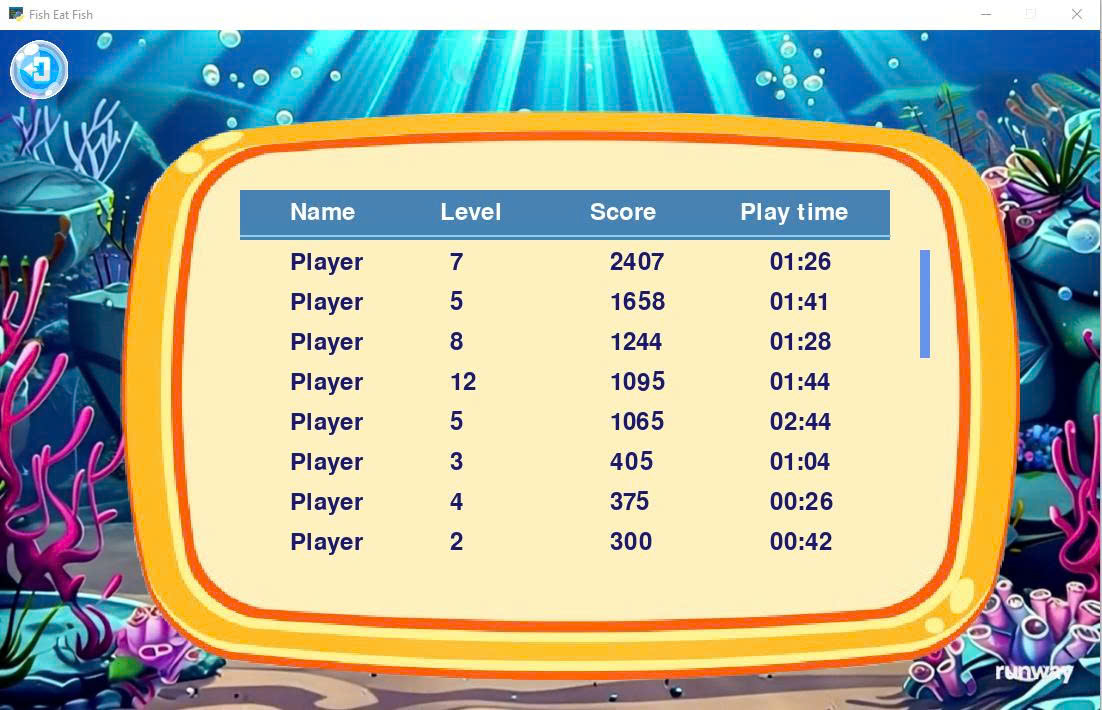 Fish Eat Fish
Name Level Score Play time
Player 7 2407 01:26
Player 5 1658 01:41
Player 8 1244 01:28
Player 12 1095 01:44
Player 5 1065 02:44
Player 3 405 01:04
Player 4 375 00:26
Player 2 300 00:42
runway